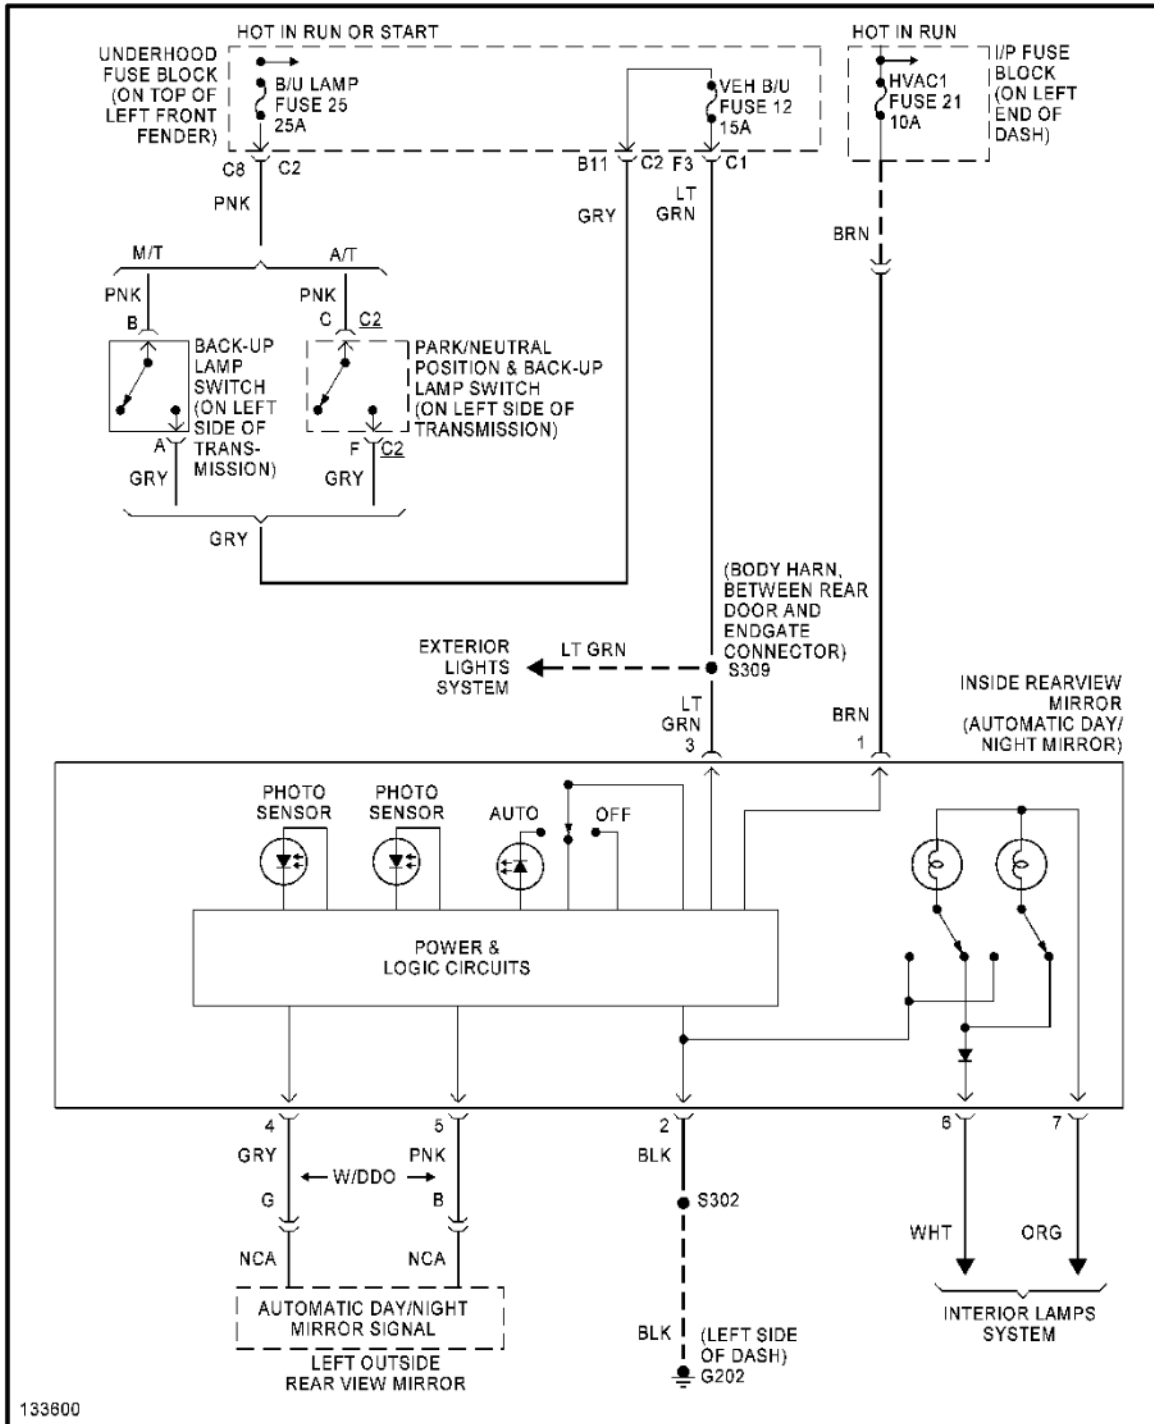 HOT IN RUN OR START
HOT IN RUN
UNDERHOOD
FUSE BLOCK
(ON TOP OF
LEFT FRONT
FENDER)
B/U LAMP
FUSE 25
25A
VEH B/U
FUSE 12
15A
HVAC1
FUSE 21
10A
I/P FUSE
BLOCK
(ON LEFT
END OF
DASH)
C8 C2
B11 C2 F3 C1
PNK
GRY
LT
GRN
BRN
M/T
A/T
PNK
PNK
B
C C2
BACK-UP
LAMP
SWITCH
(ON LEFT
SIDE OF
TRANS-
MISSION)
PARK/NEUTRAL
POSITION & BACK-UP
LAMP SWITCH
(ON LEFT SIDE OF
TRANSMISSION)
A
F C2
GRY
GRY
GRY
(BODY HARN,
BETWEEN REAR
DOOR AND
ENDGATE
CONNECTOR)
S309
EXTERIOR
LIGHTS
SYSTEM
LT GRN
LT
GRN
3
BRN
1
INSIDE REARVIEW
MIRROR
(AUTOMATIC DAY/
NIGHT MIRROR)
PHOTO
SENSOR
PHOTO
SENSOR
AUTO
OFF
POWER &
LOGIC CIRCUITS
4
5
2
6
7
GRY
PNK
BLK
W/DDO
G
B
S302
WHT
ORG
NCA
NCA
AUTOMATIC DAY/NIGHT
MIRROR SIGNAL
LEFT OUTSIDE
REAR VIEW MIRROR
BLK
(LEFT SIDE
OF DASH)
G202
INTERIOR LAMPS
SYSTEM
133600